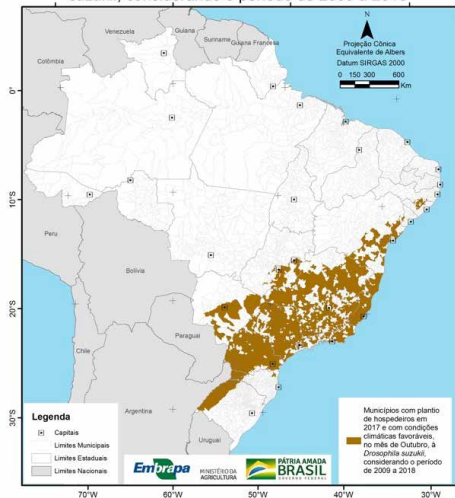 Guiana
Venezuela
Suriname
Guiana Francesa
Colômbia
Projeção Cônica
Equivalente de Albers
Datum SIRGAS 2000
0 150 300 600
Km
N
0°
10°S
20°S
30°S
Peru
Bolívia
Paraguai
Chile
Argentina
Uruguai
Legenda
Capitais
Limites Municipais
Limites Estaduais
Limites Nacionais
Embrapa
MINISTÉRIO DA
AGRICULTURA
PÁTRIA AMADA
BRASIL
GOVERNO FEDERAL
Municípios com plantio
de hospedeiros em
2017 e com condições
climáticas favoráveis,
no mês de Outubro, à
Drosophila suzukii,
considerando o período
de 2009 a 2018
70°W
60°W
50°W
40°W
30°W